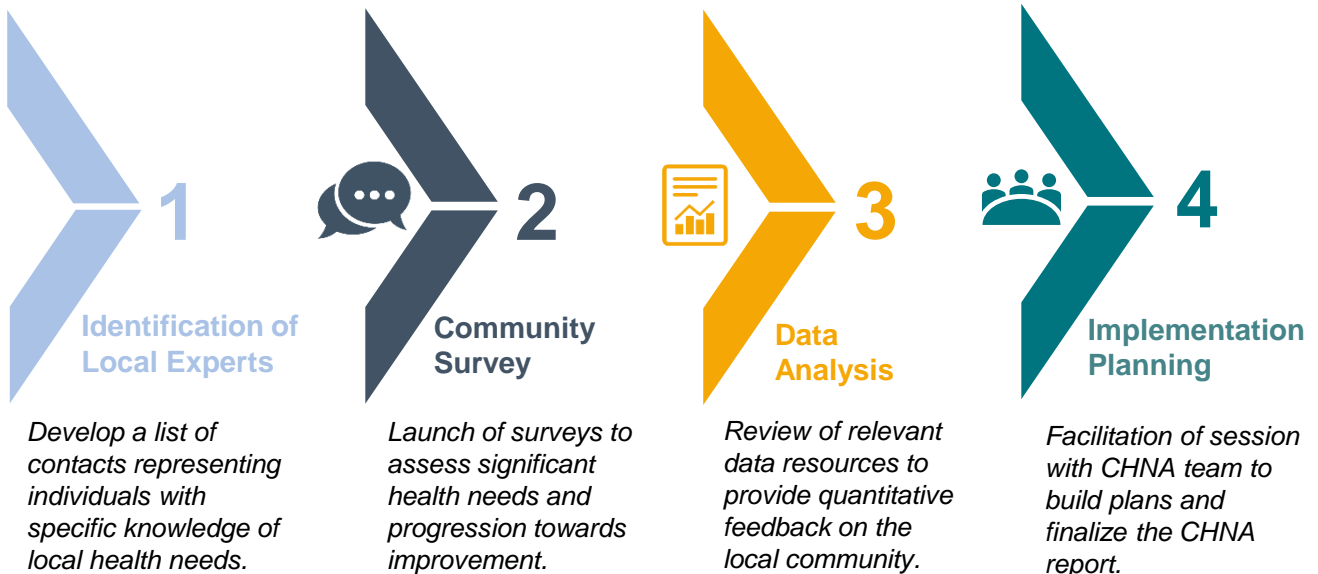 1
Identification of
Local Experts
Develop a list of
contacts representing
individuals with
specific knowledge of
local health needs.
2
Community
Survey
Launch of surveys to
assess significant
health needs and
progression towards
improvement.
3
Data
Analysis
Review of relevant
data resources to
provide quantitative
feedback on the
local community.
4
Implementation
Planning
Facilitation of session
with CHNA team to
build plans and
finalize the CHNA
report.